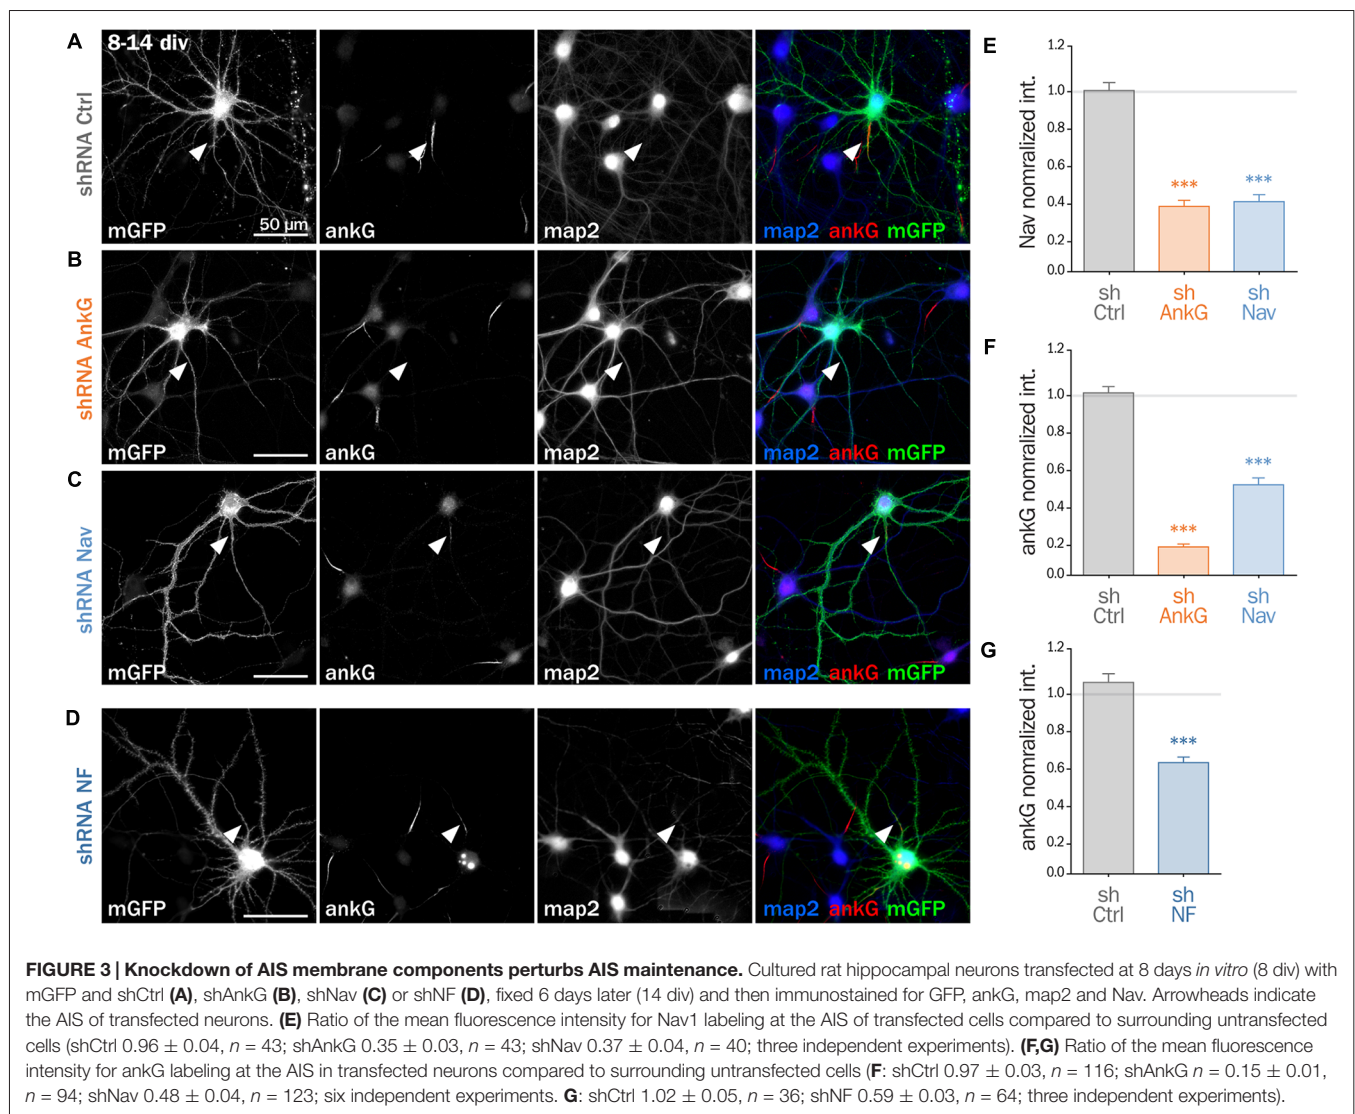 A
8-14 div
shRNA Ctrl
mGFP
50 µm
ankG
map2
map2 ankG mGFP
B
shRNA AnkG
mGFP
ankG
map2
map2 ankG mGFP
C
shRNA Nav
mGFP
ankG
map2
map2 ankG mGFP
D
shRNA NF
mGFP
ankG
map2
map2 ankG mGFP
E
Nav nomralized int.
1.2
1.0
0.8
0.6
0.4
0.2
0.0
***
***
sh Ctrl
sh AnkG
sh Nav
F
ankG nomralized int.
1.2
1.0
0.8
0.6
0.4
0.2
0.0
***
***
sh Ctrl
sh AnkG
sh Nav
G
ankG nomralized int.
1.2
1.0
0.8
0.6
0.4
0.2
0.0
***
sh Ctrl
sh NF
FIGURE 3 | Knockdown of AIS membrane components perturbs AIS maintenance. Cultured rat hippocampal neurons transfected at 8 days in vitro (8 div) with
mGFP and shCtrl (A), shAnkG (B), shNav (C) or shNF (D), fixed 6 days later (14 div) and then immunostained for GFP, ankG, map2 and Nav. Arrowheads indicate
the AIS of transfected neurons. (E) Ratio of the mean fluorescence intensity for Nav1 labeling at the AIS of transfected cells compared to surrounding untransfected
cells (shCtrl 0.96 ± 0.04, n = 43; shAnkG 0.35 ± 0.03, n = 43; shNav 0.37 ± 0.04, n = 40; three independent experiments). (F,G) Ratio of the mean fluorescence
intensity for ankG labeling at the AIS in transfected neurons compared to surrounding untransfected cells (F: shCtrl 0.97 ± 0.03, n = 116; shAnkG n = 0.15 ± 0.01,
n = 94; shNav 0.48 ± 0.04, n = 123; six independent experiments. G: shCtrl 1.02 ± 0.05, n = 36; shNF 0.59 ± 0.03, n = 64; three independent experiments).